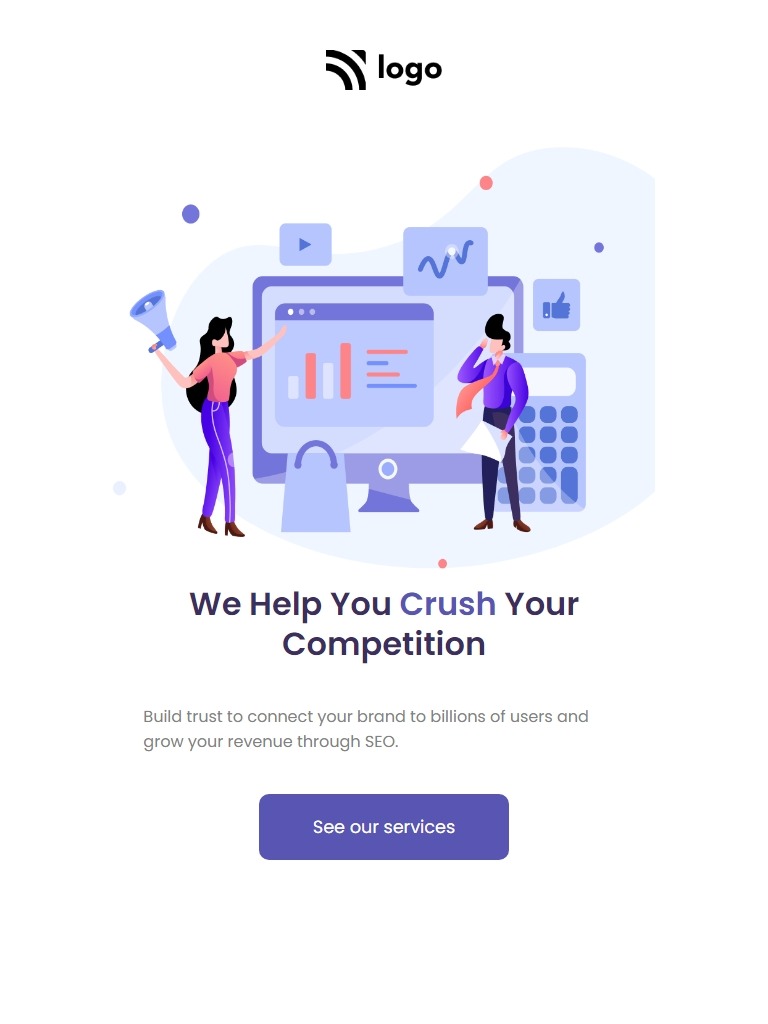 logo
We Help You Crush Your
Competition
Build trust to connect your brand to billions of users and
grow your revenue through SEO.
See our services